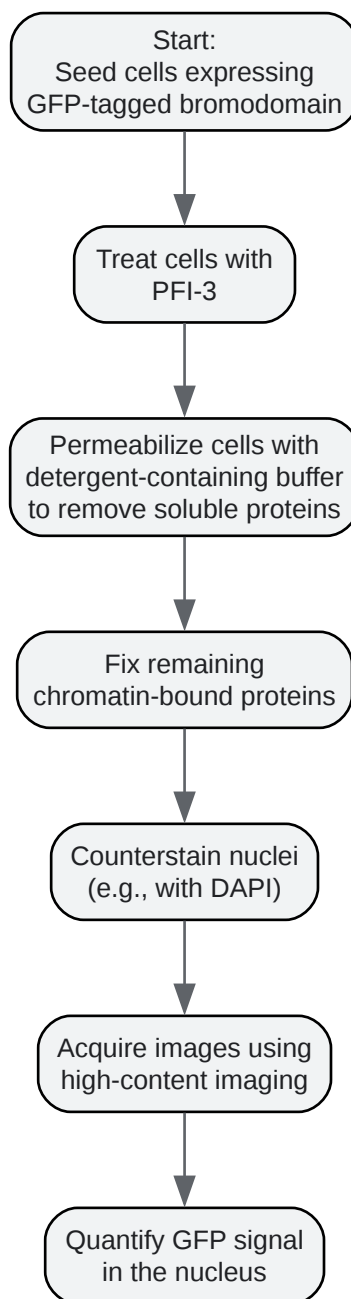 Start:
Seed cells expressing
GFP-tagged bromodomain
Treat cells with
PFI-3
Permeabilize cells with
detergent-containing buffer
to remove soluble proteins
Fix remaining
chromatin-bound proteins
Counterstain nuclei
(e.g., with DAPI)
Acquire images using
high-content imaging
Quantify GFP signal
in the nucleus